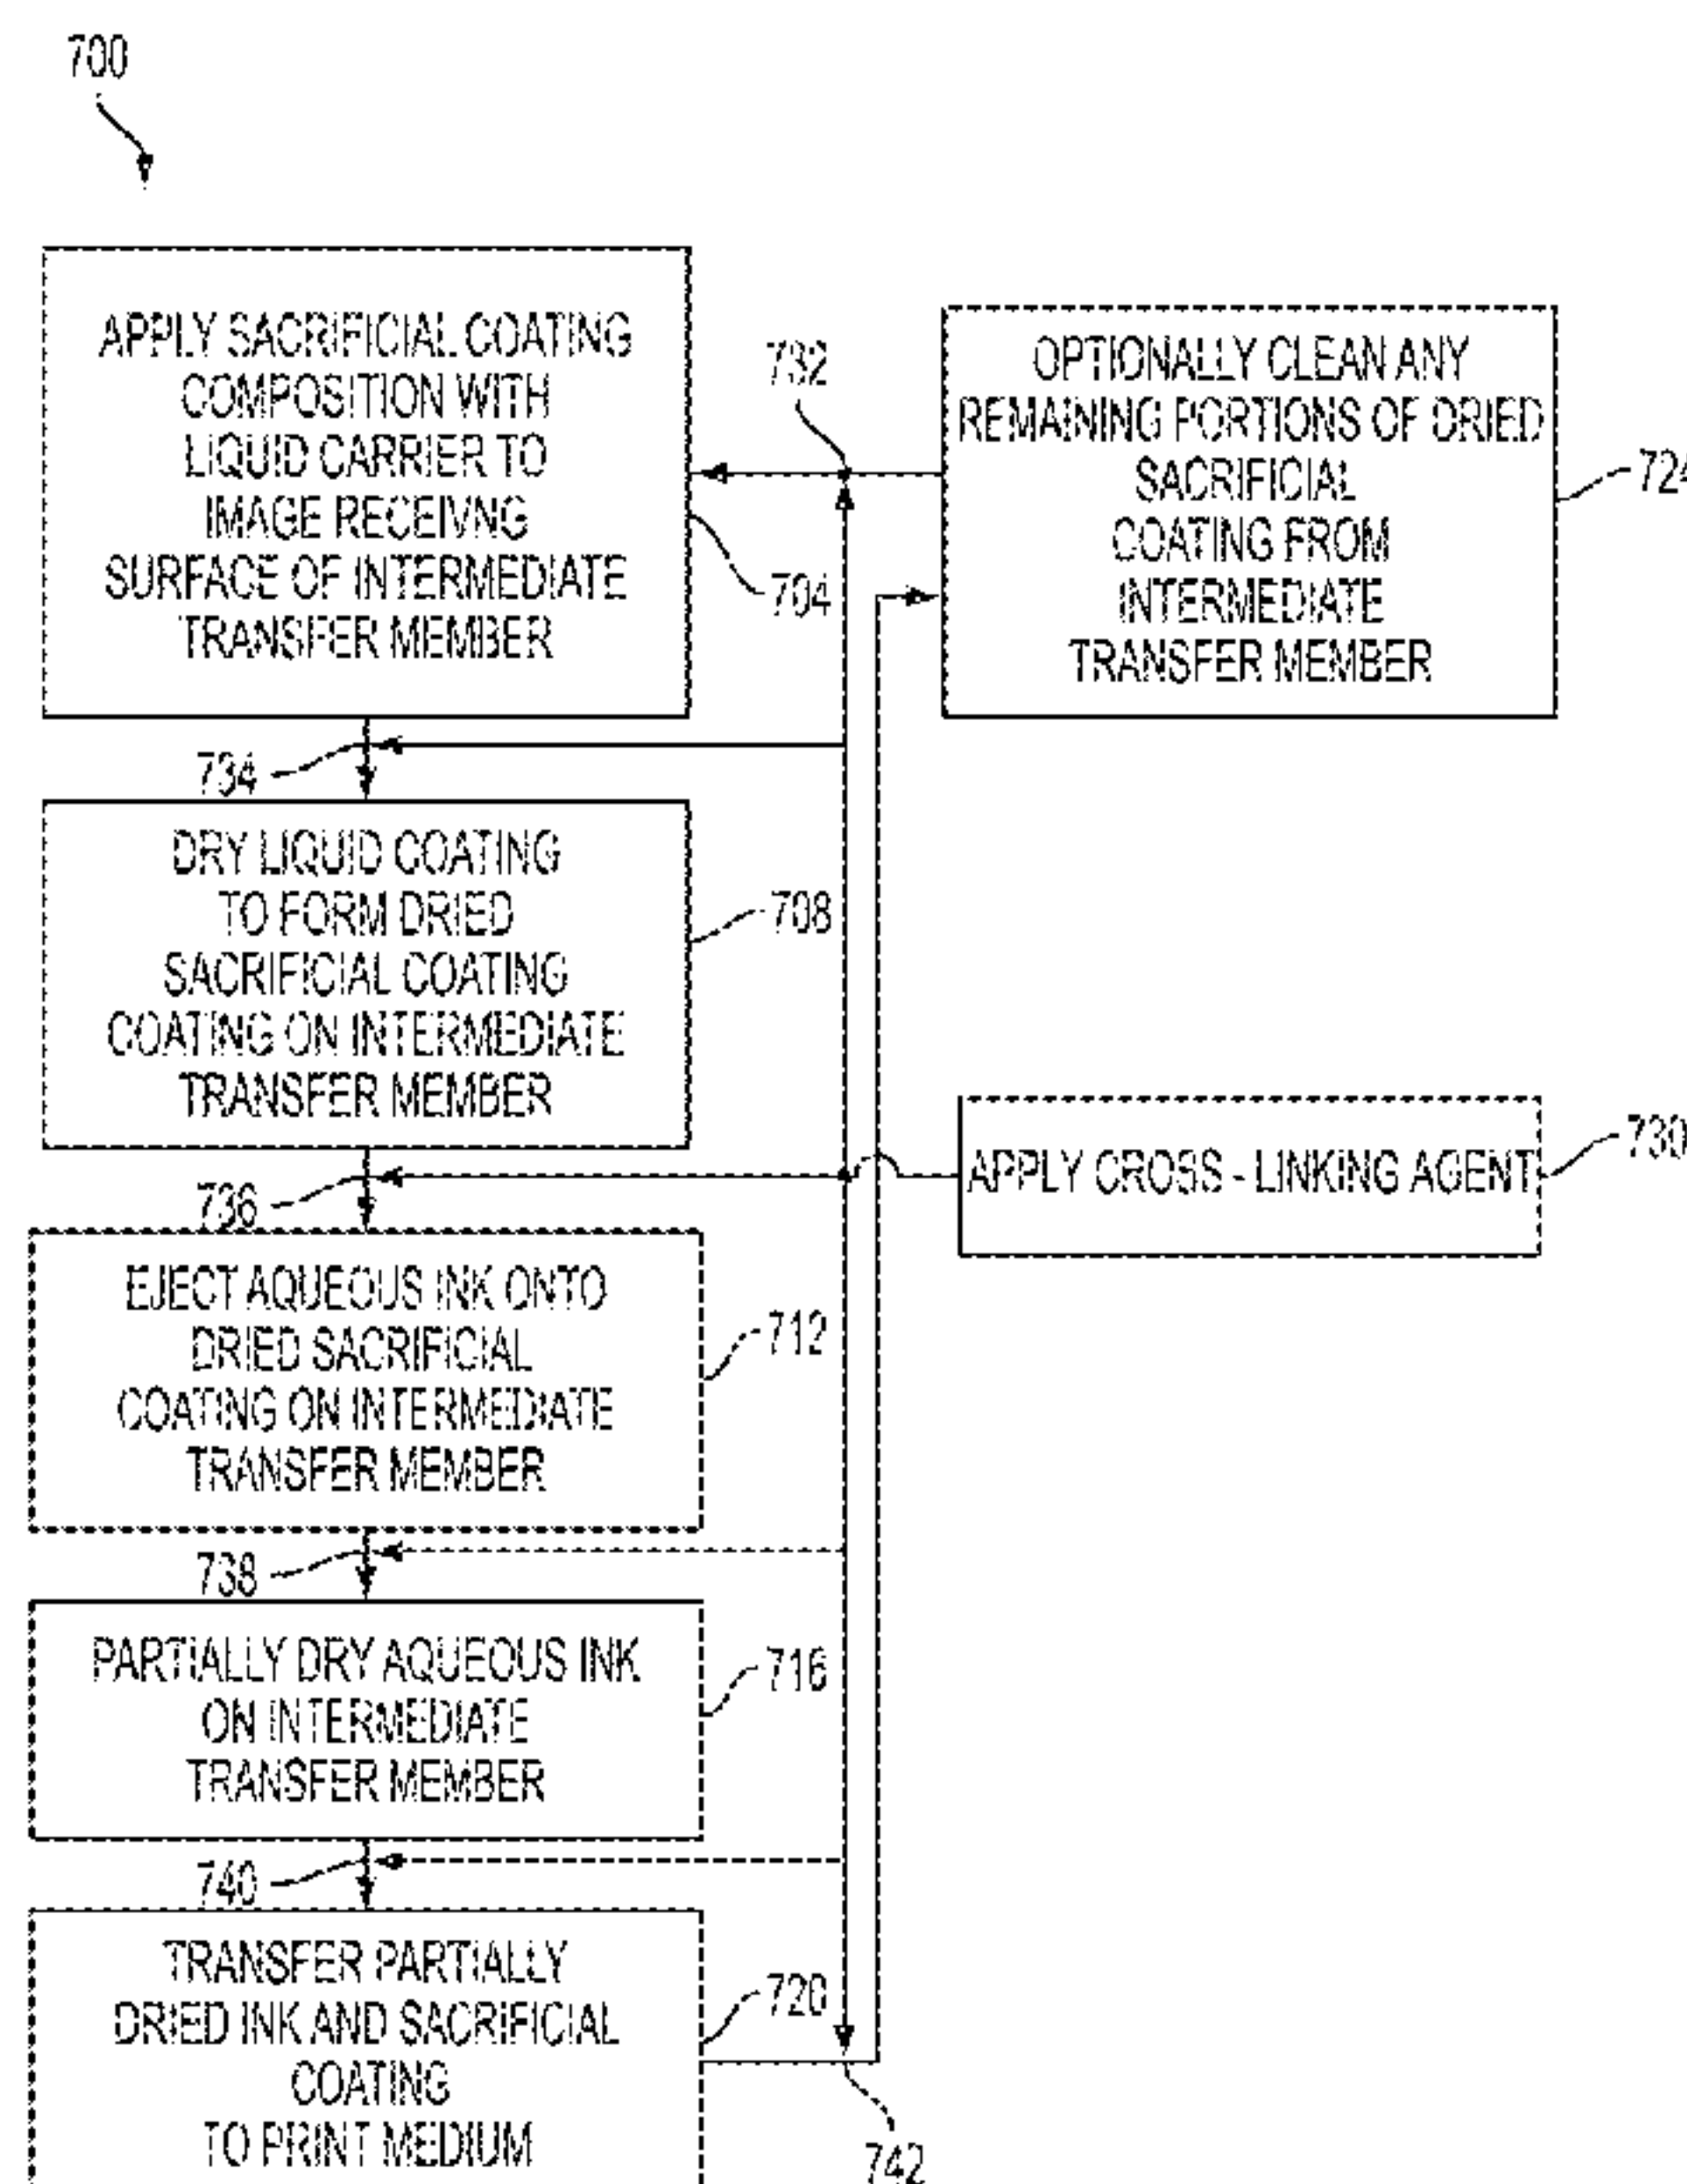 700
APPLY SACRIFICIAL COATING
COMPOSITION WITH
LIQUID CARRIER TO
IMAGE RECEIVNG
SURFACE OF INTERMEDIATE
TRANSFER MEMBER
704
732
OPTIONALLY CLEAN ANY
REMAINING PORTIONS OF DRIED
SACRIFICIAL
COATING FROM
INTERMEDIATE
TRANSFER MEMBER
724
734
DRY LIQUID COATING
TO FORM DRIED
SACRIFICIAL COATING
COATING ON INTERMEDIATE
TRANSFER MEMBER
708
736
APPLY CROSS - LINKING AGENT
730
EJECT AQUEOUS INK ONTO
DRIED SACRIFICIAL
COATING ON INTERMEDIATE
TRANSFER MEMBER
712
738
PARTIALLY DRY AQUEOUS INK
ON INTERMEDIATE
TRANSFER MEMBER
716
740
TRANSFER PARTIALLY
DRIED INK AND SACRIFICIAL
COATING
TO PRINT MEDIUM
720
742